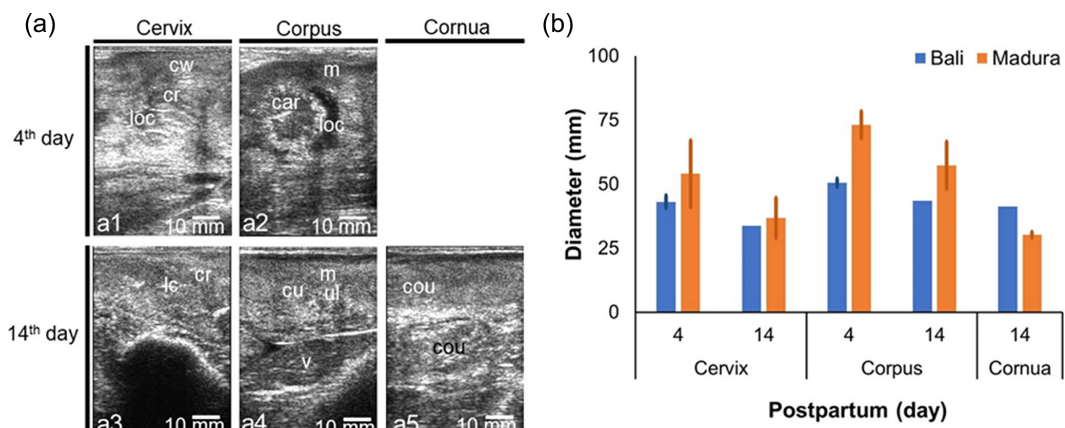 (a)
Cervix Corpus Cornua
4th day
cw
cr
loc
a1 10 mm
m
car
loc
a2 10 mm
14th day
cr
lc
a3 10 mm
m
cu ul
v
a4 10 mm
cou
cou
a5 10 mm
(b)
Bali Madura
Diameter (mm)
100
75
50
25
0
4 14 4 14 14
Cervix Corpus Cornua
Postpartum (day)